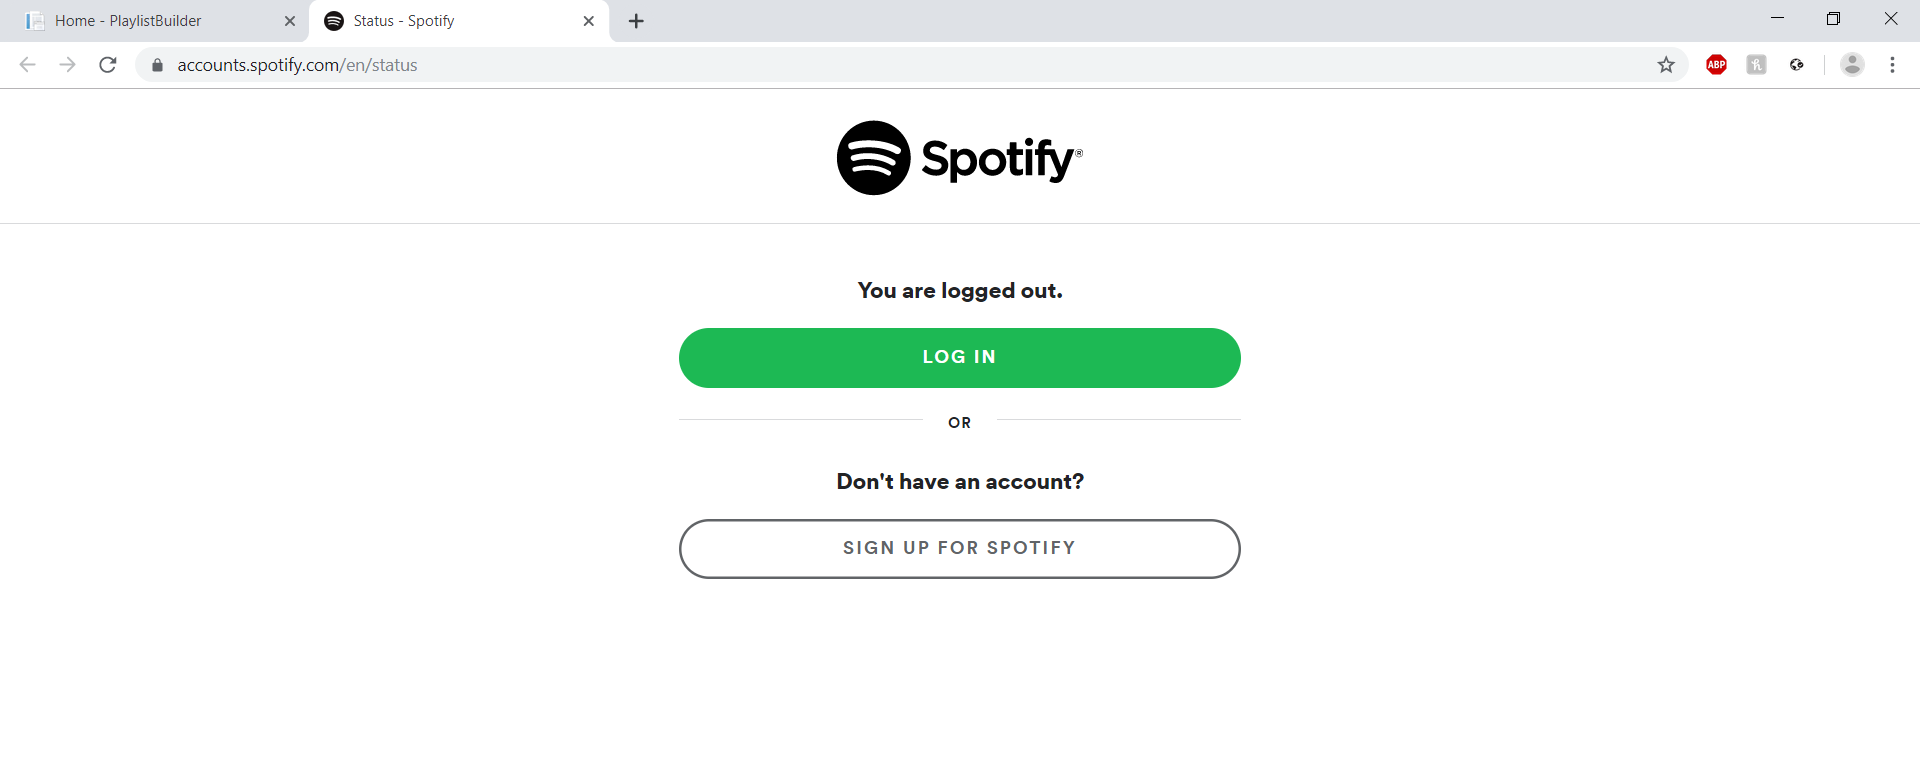 Home - PlaylistBuilder
Status - Spotify
accounts.spotify.com/en/status
ABP
h
Spotify®
You are logged out.
LOG IN
OR
Don't have an account?
SIGN UP FOR SPOTIFY